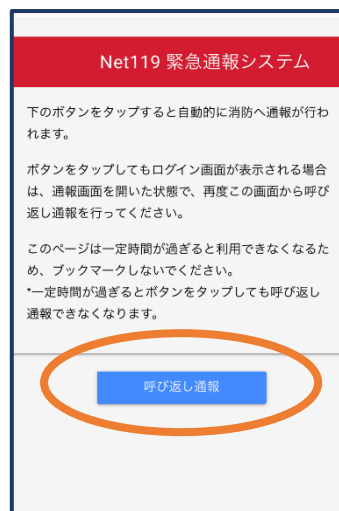 Net119 緊急通報システム
下のボタンをタップすると自動的に消防へ通報が行わ
れます。
ボタンをタップしてもログイン画面が表示される場合
は、通報画面を開いた状態で、再度この画面から呼び
返し通報を行ってください。
このページは一定時間が過ぎると利用できなくなるた
め、ブックマークしないでください。
*一定時間が過ぎるとボタンをタップしても呼び返し
通報できなくなります。
呼び返し通報